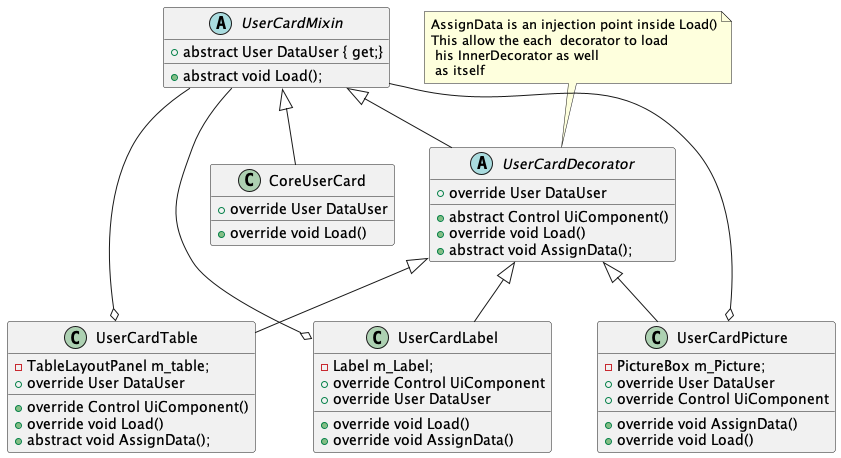 A UserCardMixin
abstract User DataUser { get;}
abstract void Load();
AssignData is an injection point inside Load()
This allow the each  decorator to load
his InnerDecorator as well
as itself
C CoreUserCard
override User DataUser
override void Load()
A UserCardDecorator
override User DataUser
abstract Control UiComponent()
override void Load()
abstract void AssignData();
C UserCardTable
TableLayoutPanel m_table;
override User DataUser
override Control UiComponent()
override void Load()
abstract void AssignData();
C UserCardLabel
Label m_Label;
override Control UiComponent
override User DataUser
override void Load()
override void AssignData()
C UserCardPicture
PictureBox m_Picture;
override User DataUser
override Control UiComponent
override void AssignData()
override void Load()